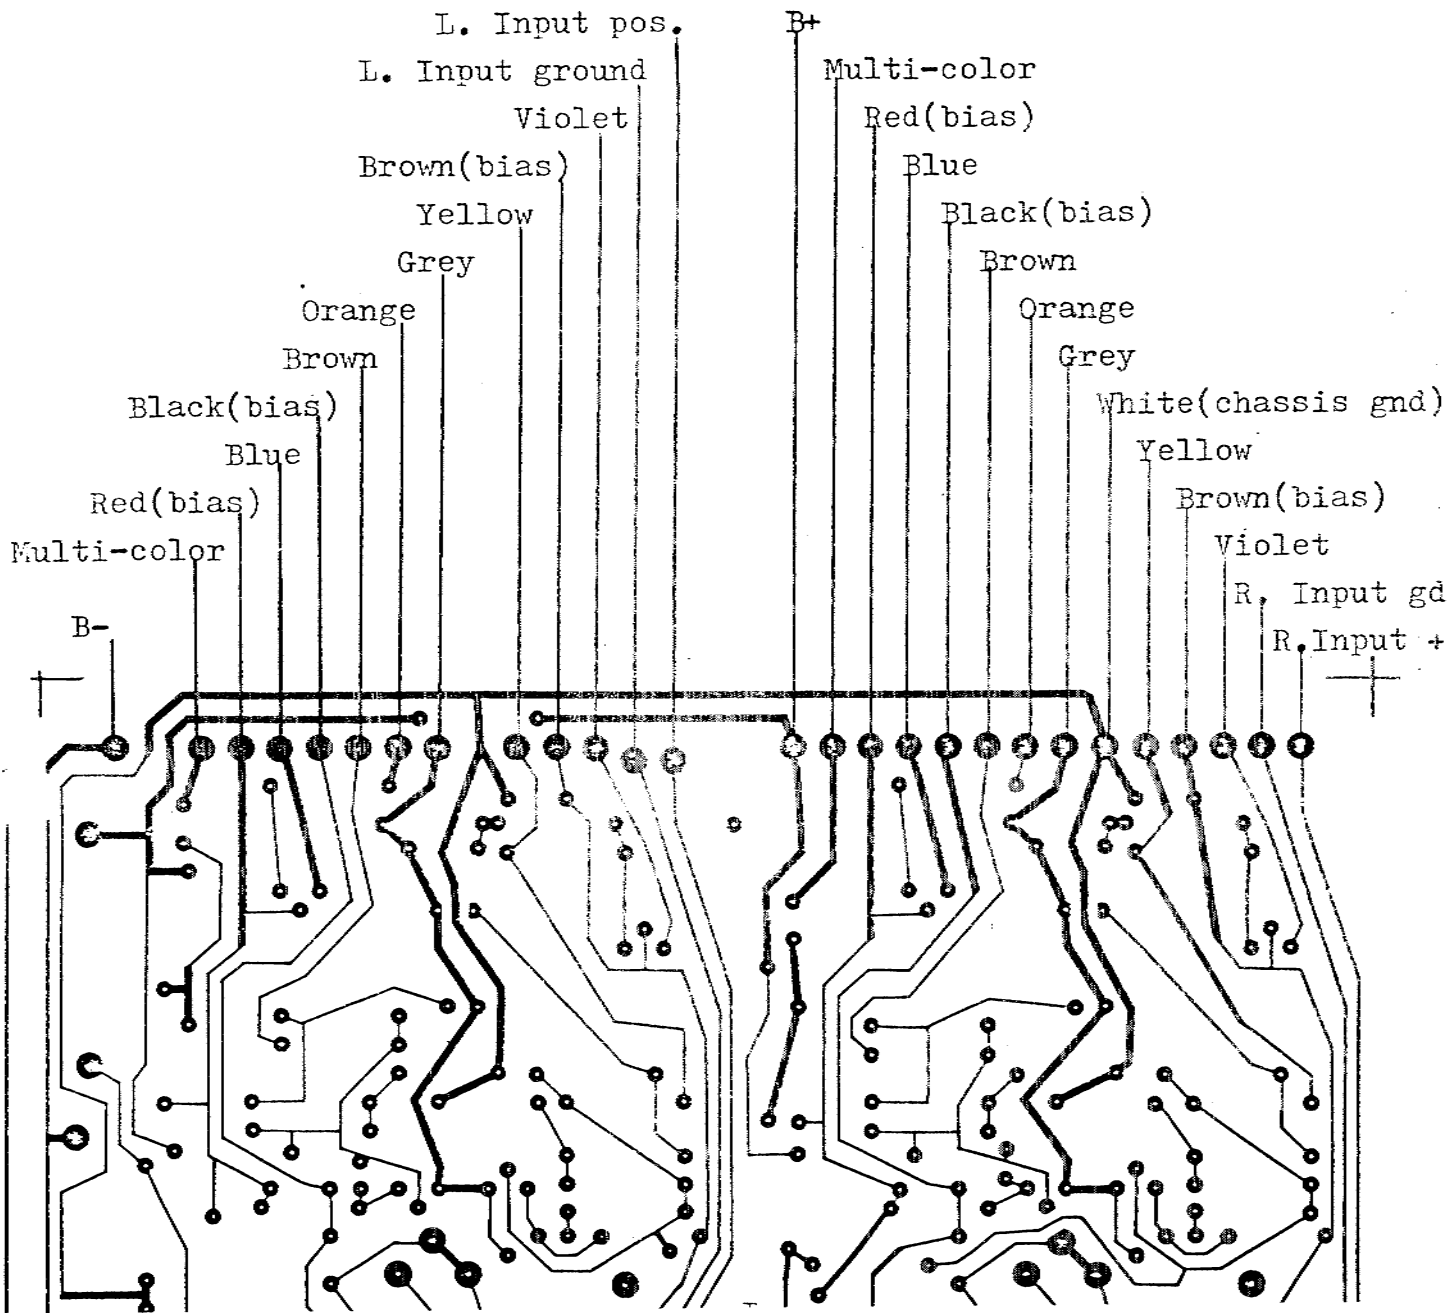 L. Input pos.
B+
L. Input ground
Multi-color
Violet
Red(bias)
Brown(bias)
Blue
Yellow
Black(bias)
Grey
Brown
Orange
Orange
Brown
Grey
Black(bias)
White(chassis gnd)
Blue
Yellow
Red(bias)
Brown(bias)
Multi-color
Violet
R. Input gd
B-
R.Input +